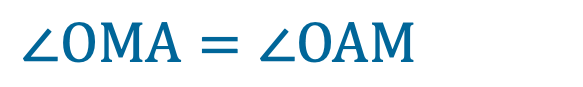 ∠OMA = ∠OAM